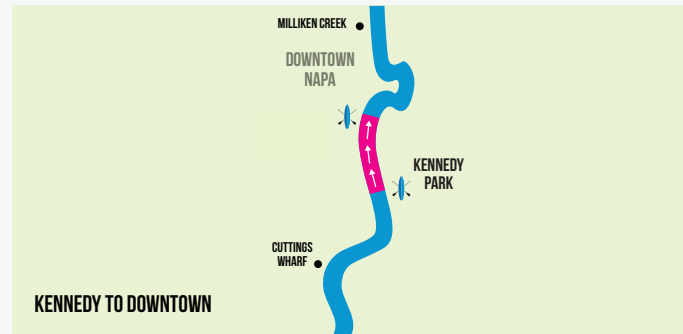 MILLIKEN CREEK
DOWNTOWN
NAPA
KENNEDY
PARK
CUTTINGS
WHARF
KENNEDY TO DOWNTOWN